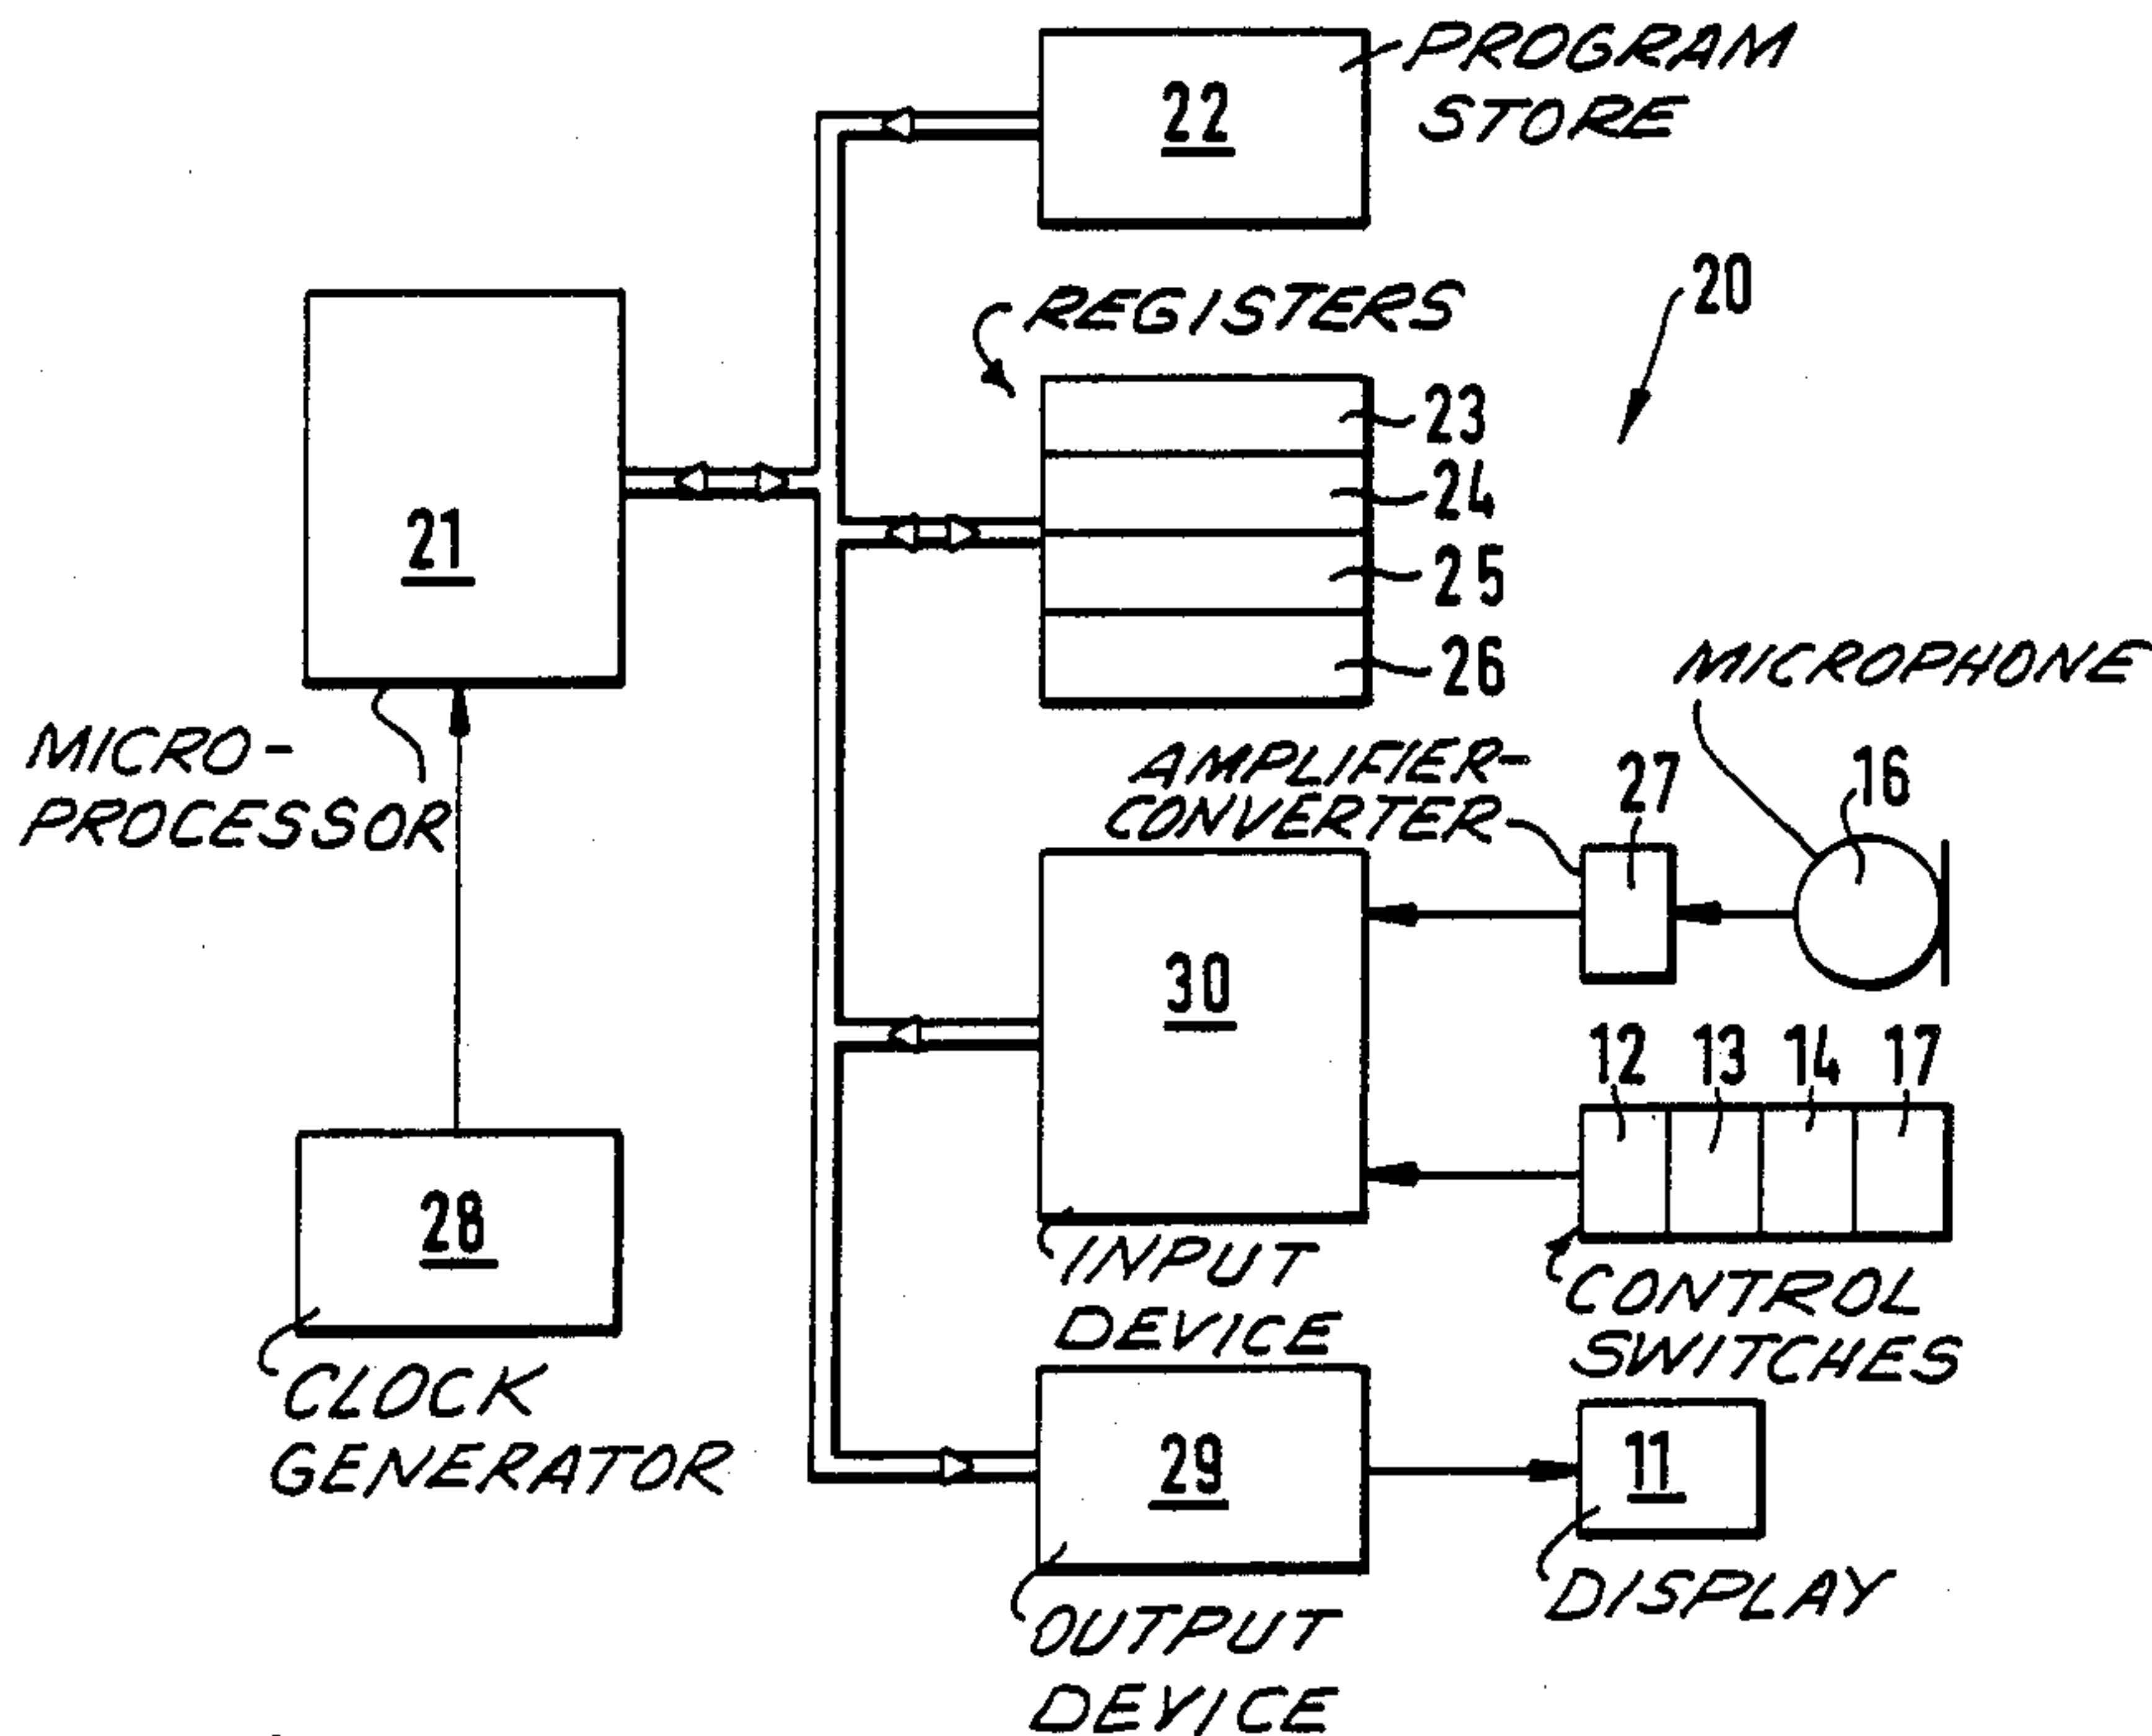 PROGRAM
STORE
22
20
REGISTERS
21
23
24
25
26
MICROPHONE
MICRO-
PROCESSOR
AMPLIFIER-
CONVERTER
27
16
30
12 13 14 17
28
INPUT
DEVICE
CONTROL
SWITCHES
CLOCK
GENERATOR
29
11
DISPLAY
OUTPUT
DEVICE